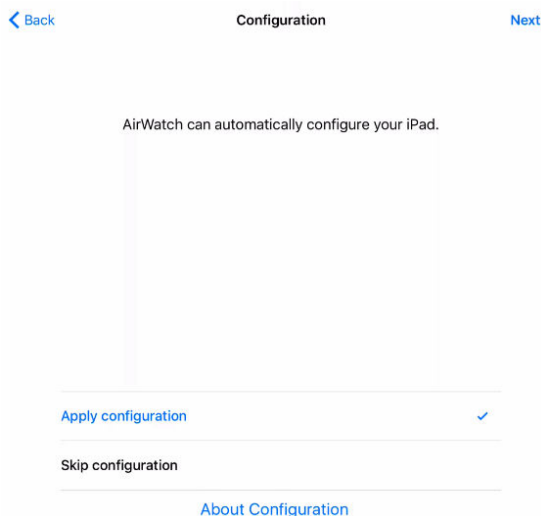 Back
Configuration
Next
AirWatch can automatically configure your iPad.
Apply configuration
Skip configuration
About Configuration